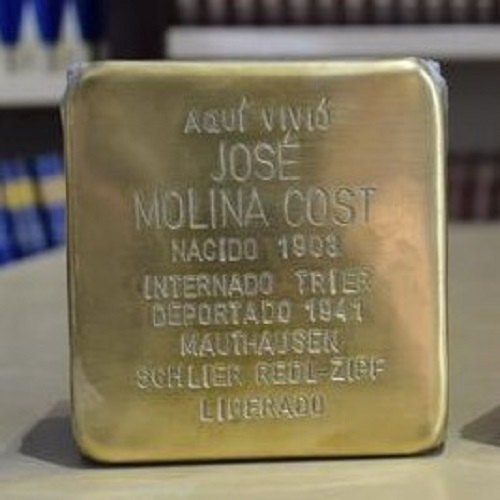 AQUÍ VIVIÓ
JOSÉ
MOLINA COST
NACIDO 1908
INTERNADO TRIER
DEPORTADO 1941
MAUTHAUSEN
SCHLIER REDL-ZIPF
LIBERADO